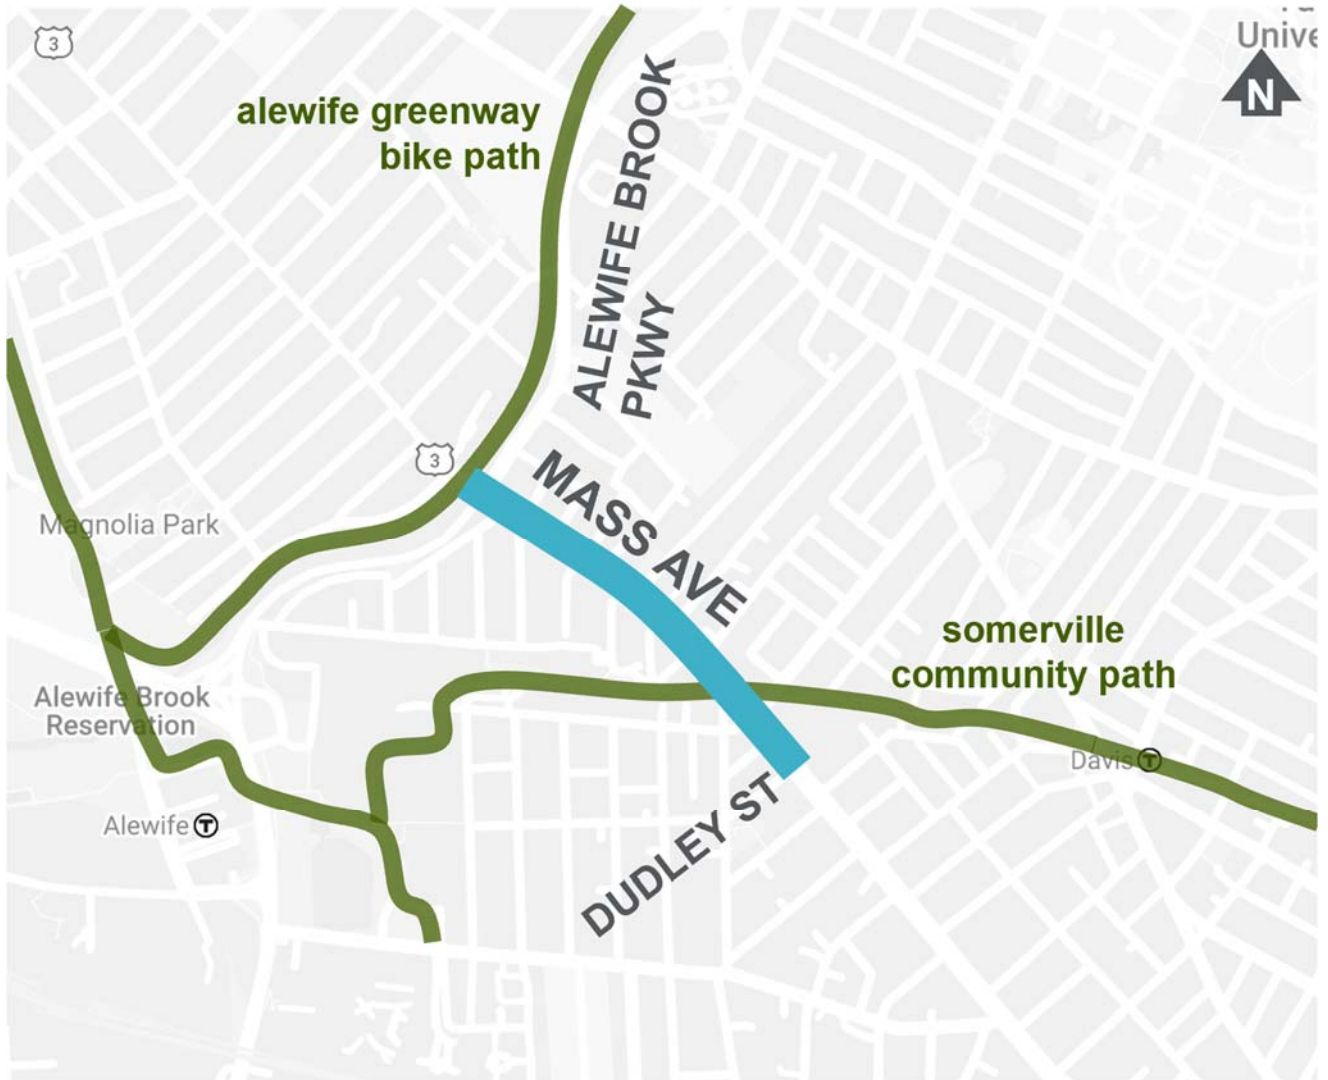 3
Unive
N
alewife greenway
bike path
ALEWIFE BROOK
PKWY
3
MASS AVE
Magnolia Park
somerville
community path
Alewife Brook
Reservation
Davis T
DUDLEY ST
Alewife T